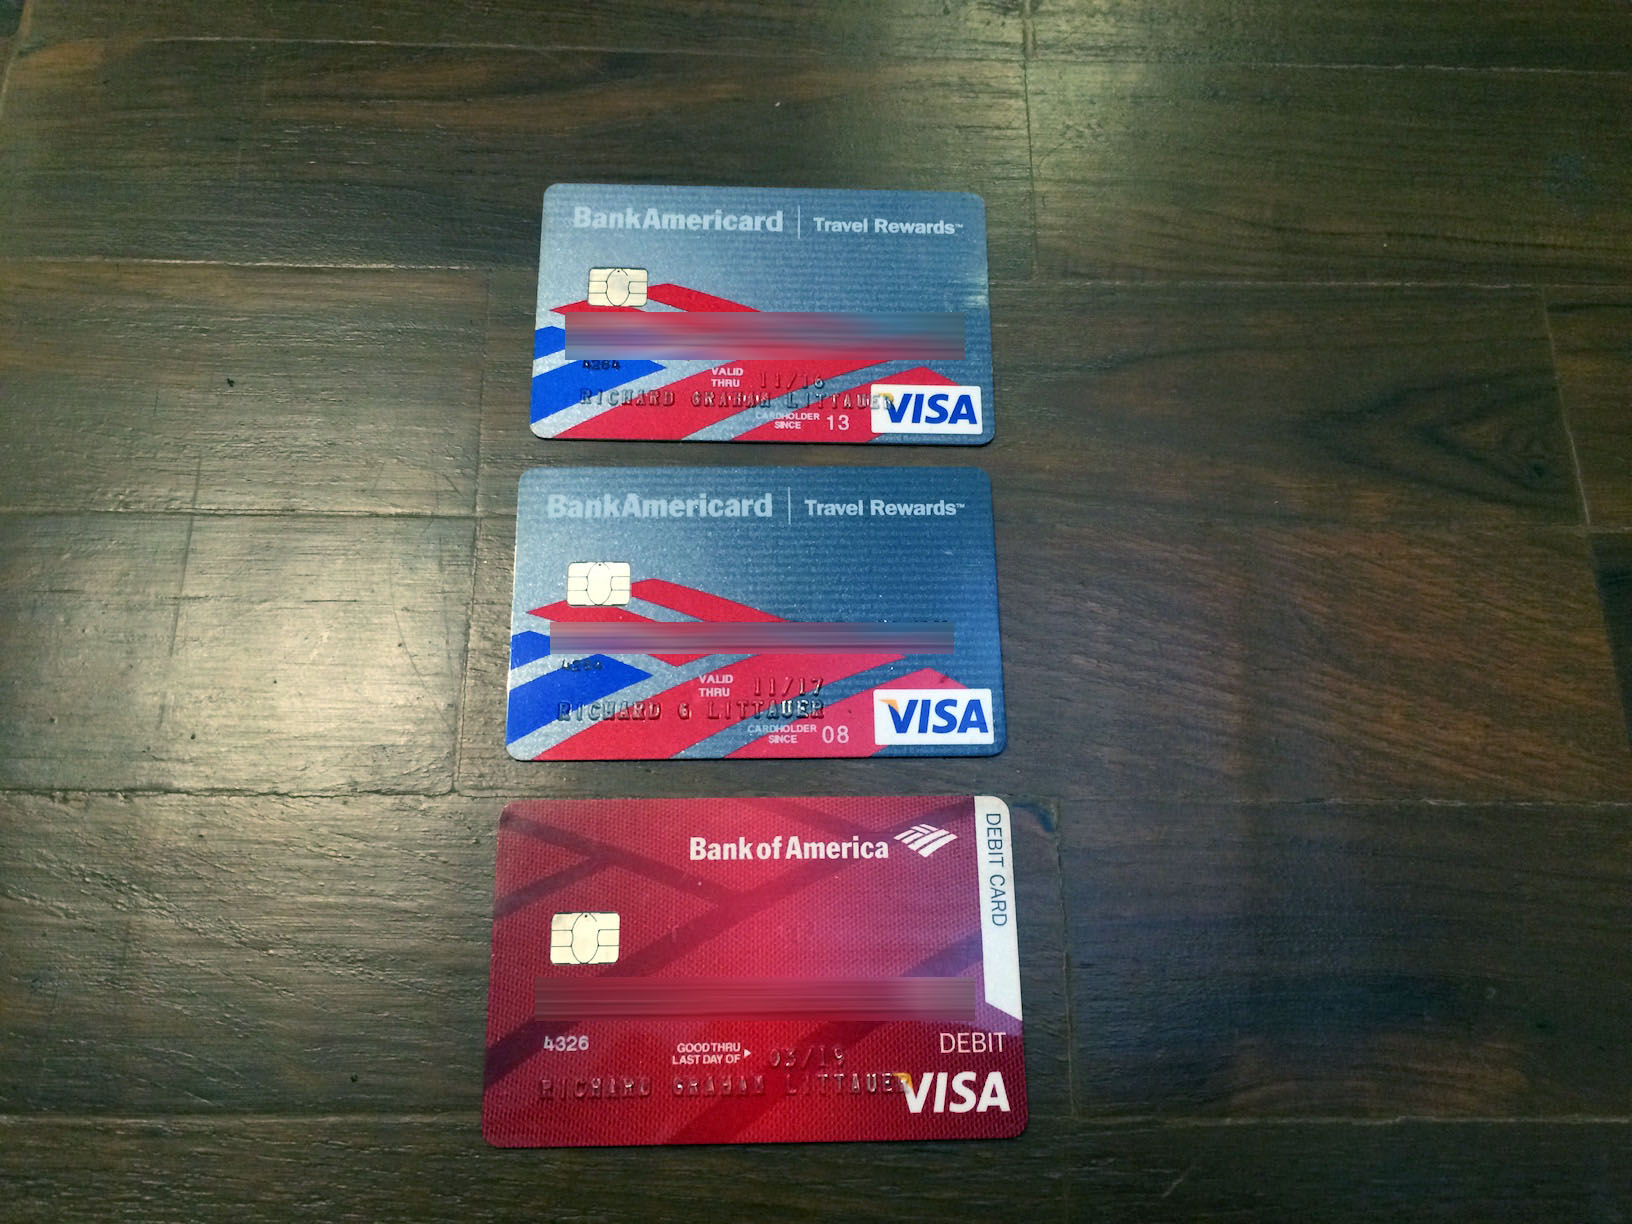 BankAmericard | Travel Rewards™
4264
VALID THRU 11/16
RICHARD GRAHAM LITTAUER
CARDHOLDER SINCE 13
VISA
BankAmericard | Travel Rewards™
VALID THRU 11/17
RICHARD G LITTAUER
CARDHOLDER SINCE 08
VISA
Bank of America
DEBIT CARD
4326
GOOD THRU LAST DAY OF 03/19
DEBIT
RICHARD GRAHAM LITTAUER
VISA